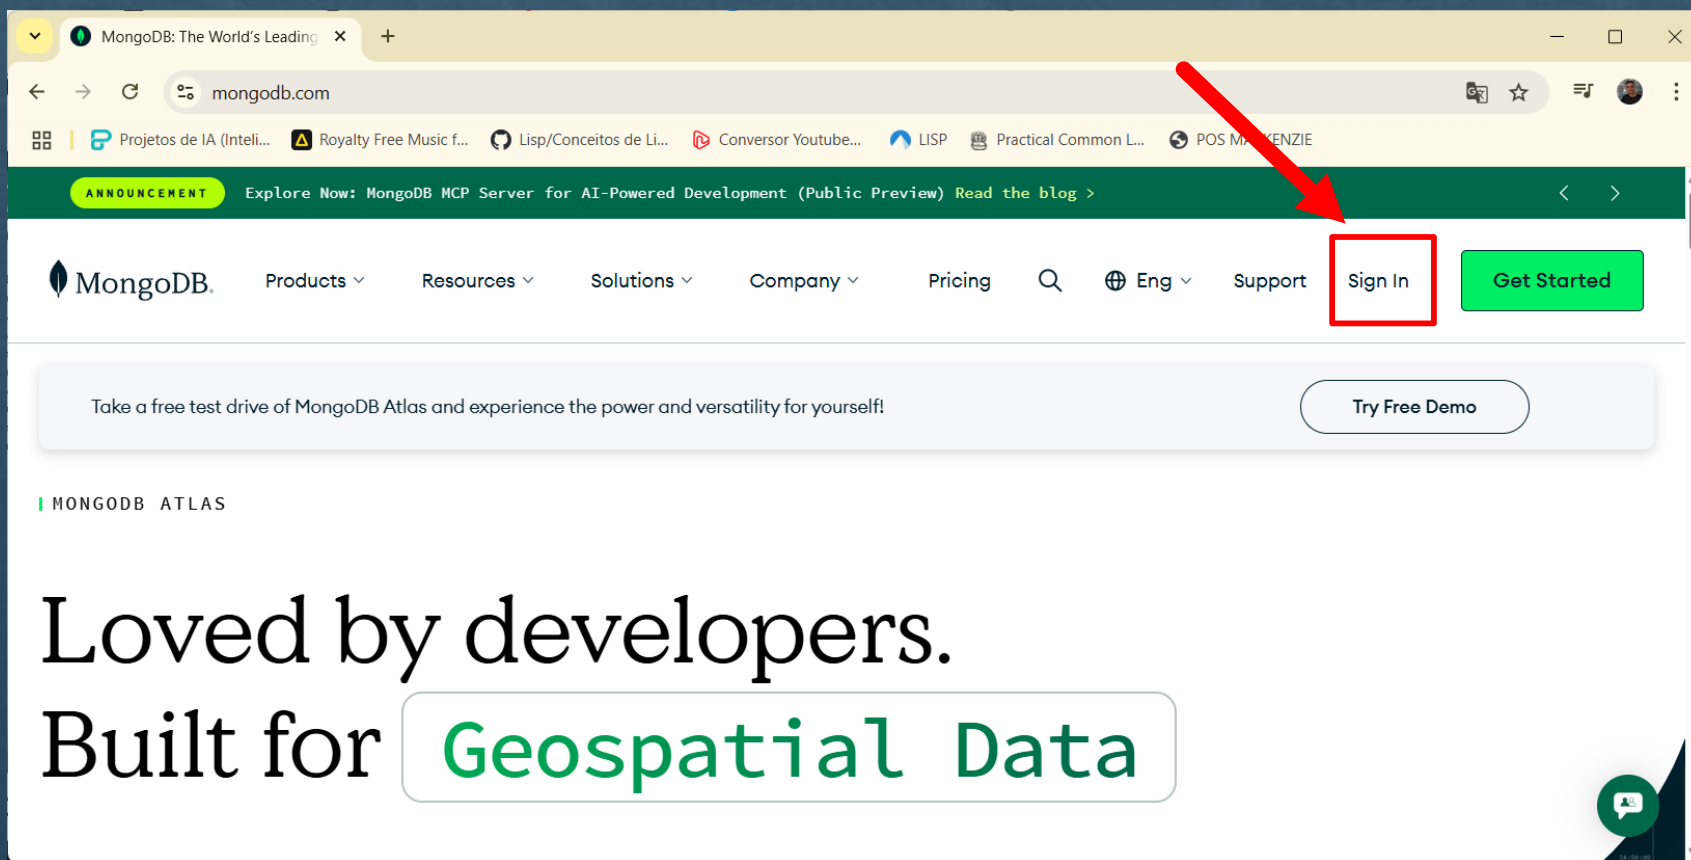 MongoDB: The World's Leading
mongodb.com
Projetos de IA (Inteli...
Royalty Free Music f...
Lisp/Conceitos de Li...
Conversor Youtube...
LISP
Practical Common L...
POS MACKENZIE
ANNOUNCEMENT
Explore Now: MongoDB MCP Server for AI-Powered Development (Public Preview) Read the blog >
MongoDB.
Products
Resources
Solutions
Company
Pricing
Eng
Support
Sign In
Get Started
Take a free test drive of MongoDB Atlas and experience the power and versatility for yourself!
Try Free Demo
MONGODB ATLAS
Loved by developers.
Built for Geospatial Data